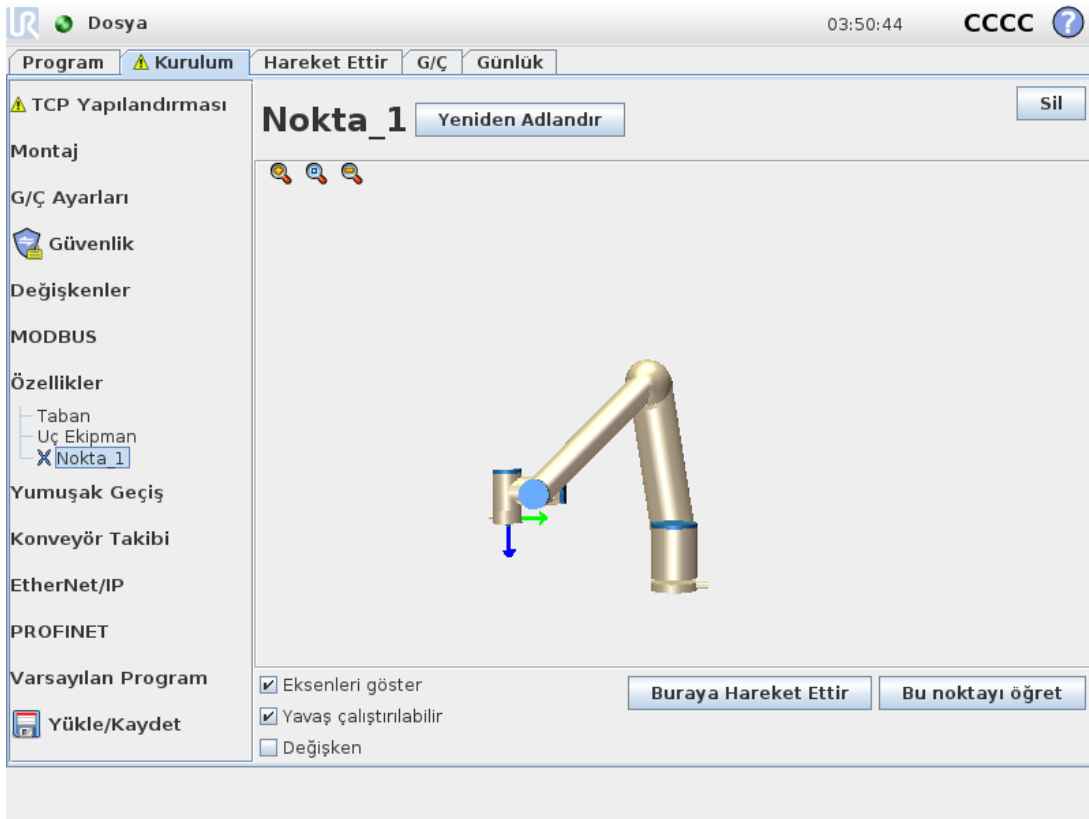 UR Dosya 03:50:44 CCCC ?
Program Kurulum Hareket Ettir G/Ç Günlük
TCP Yapılandırması
Montaj
G/Ç Ayarları
Güvenlik
Değişkenler
MODBUS
Özellikler
Taban
Uç Ekipman
Nokta_1
Yumuşak Geçiş
Konveyör Takibi
EtherNet/IP
PROFINET
Varsayılan Program
Yükle/Kaydet
Nokta_1 Yeniden Adlandır Sil
Eksenleri göster
Yavaş çalıştırılabilir
Değişken
Buraya Hareket Ettir Bu noktayı öğret